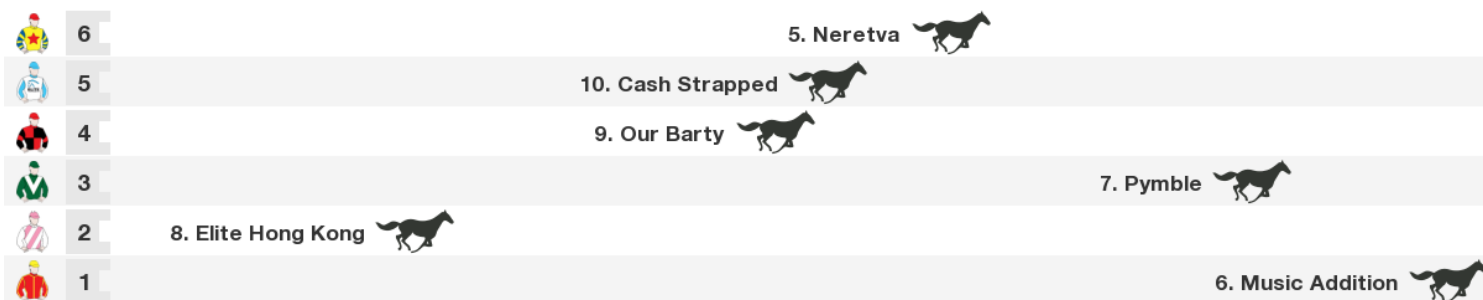 6 5. Neretva
5 10. Cash Strapped
4 9. Our Barty
3 7. Pymble
2 8. Elite Hong Kong
1 6. Music Addition